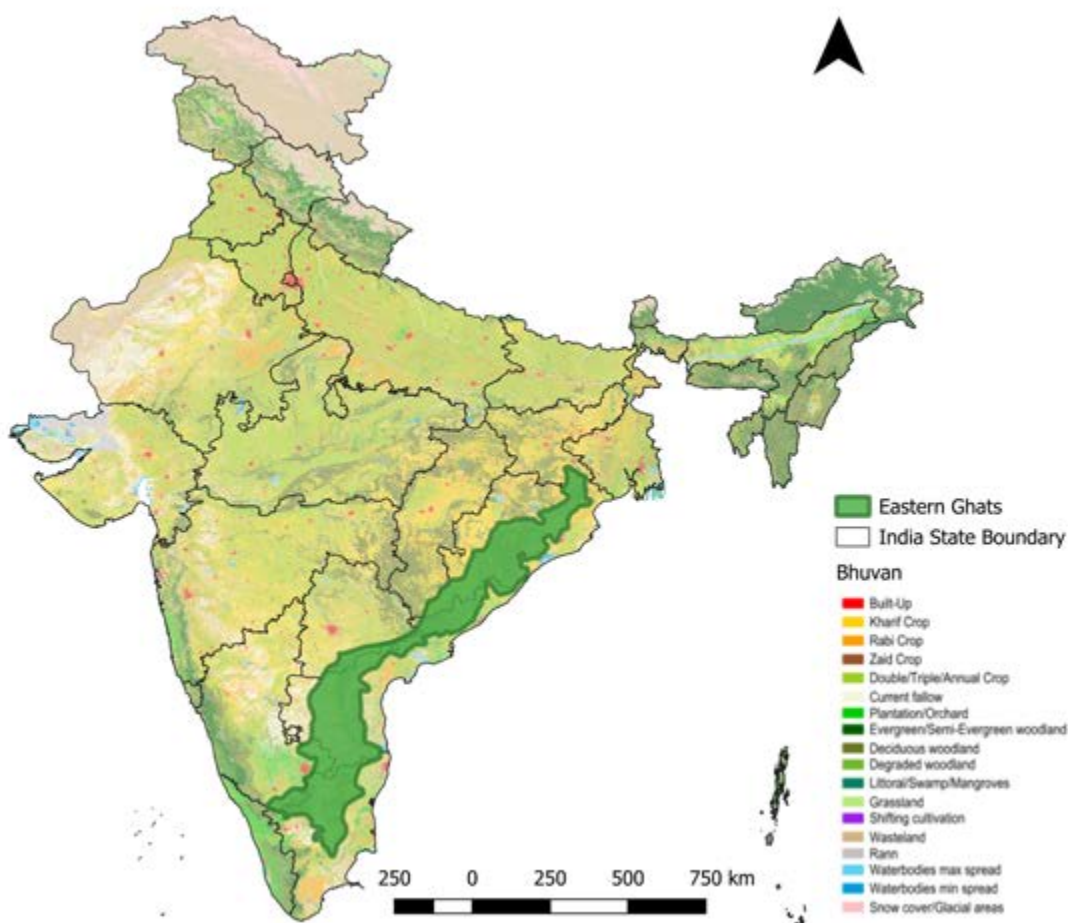 Eastern Ghats
India State Boundary
Bhuvan
Built-Up
Kharif Crop
Rabi Crop
Zaid Crop
Double/Triple/Annual Crop
Current fallow
Plantation/Orchard
Evergreen/Semi-Evergreen woodland
Deciduous woodland
Degraded woodland
Littoral/Swamp/Mangroves
Grassland
Shifting cultivation
Wasteland
Rann
Waterbodies max spread
Waterbodies min spread
Snow cover/Glacial areas
250 0 250 500 750 km